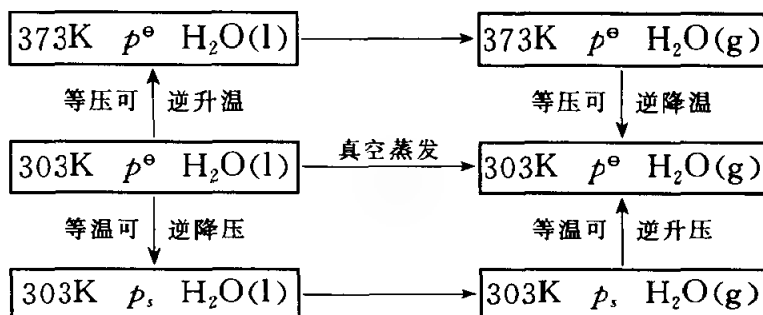 373K p⊖ H₂O(l) 373K p⊖ H₂O(g)
等压可 逆升温 等压可 逆降温
303K p⊖ H₂O(l) 真空蒸发 303K p⊖ H₂O(g)
等温可 逆降压 等温可 逆升压
303K pₛ H₂O(l) 303K pₛ H₂O(g)